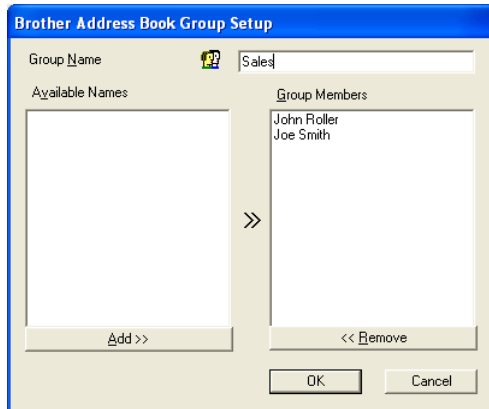 Brother Address Book Group Setup
Group Name
Sales
Available Names
Group Members
John Roller
Joe Smith
>>
Add >>
<< Remove
OK
Cancel